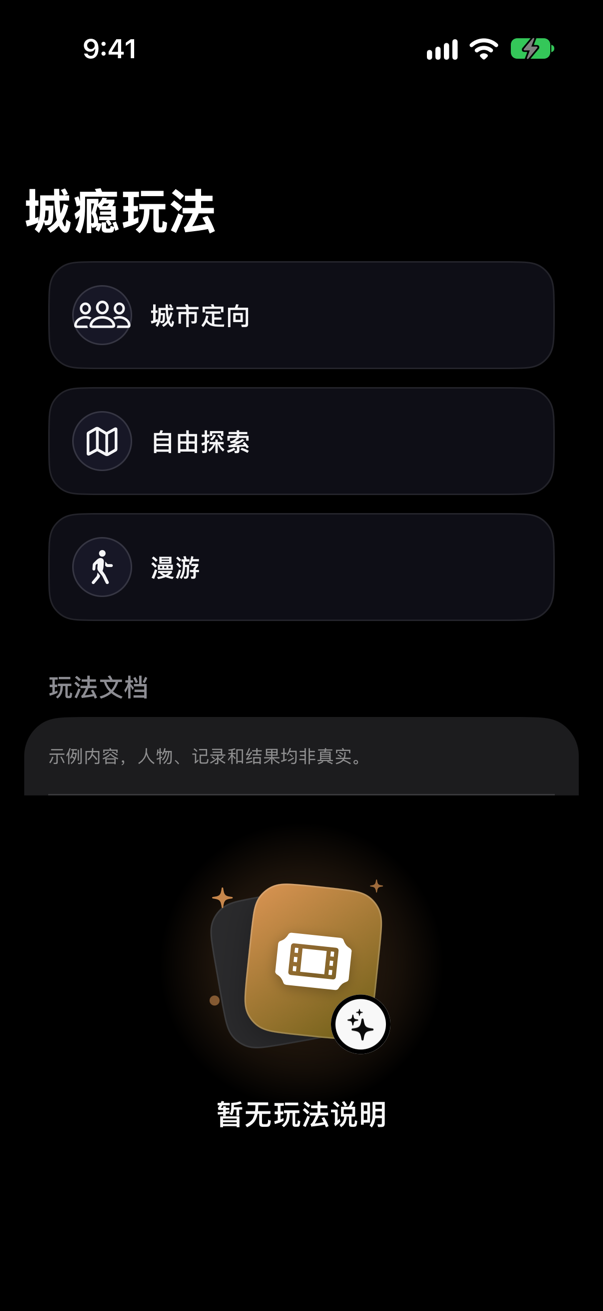 9:41
城瘾玩法
城市定向
自由探索
漫游
玩法文档
示例内容，人物、记录和结果均非真实。
暂无玩法说明